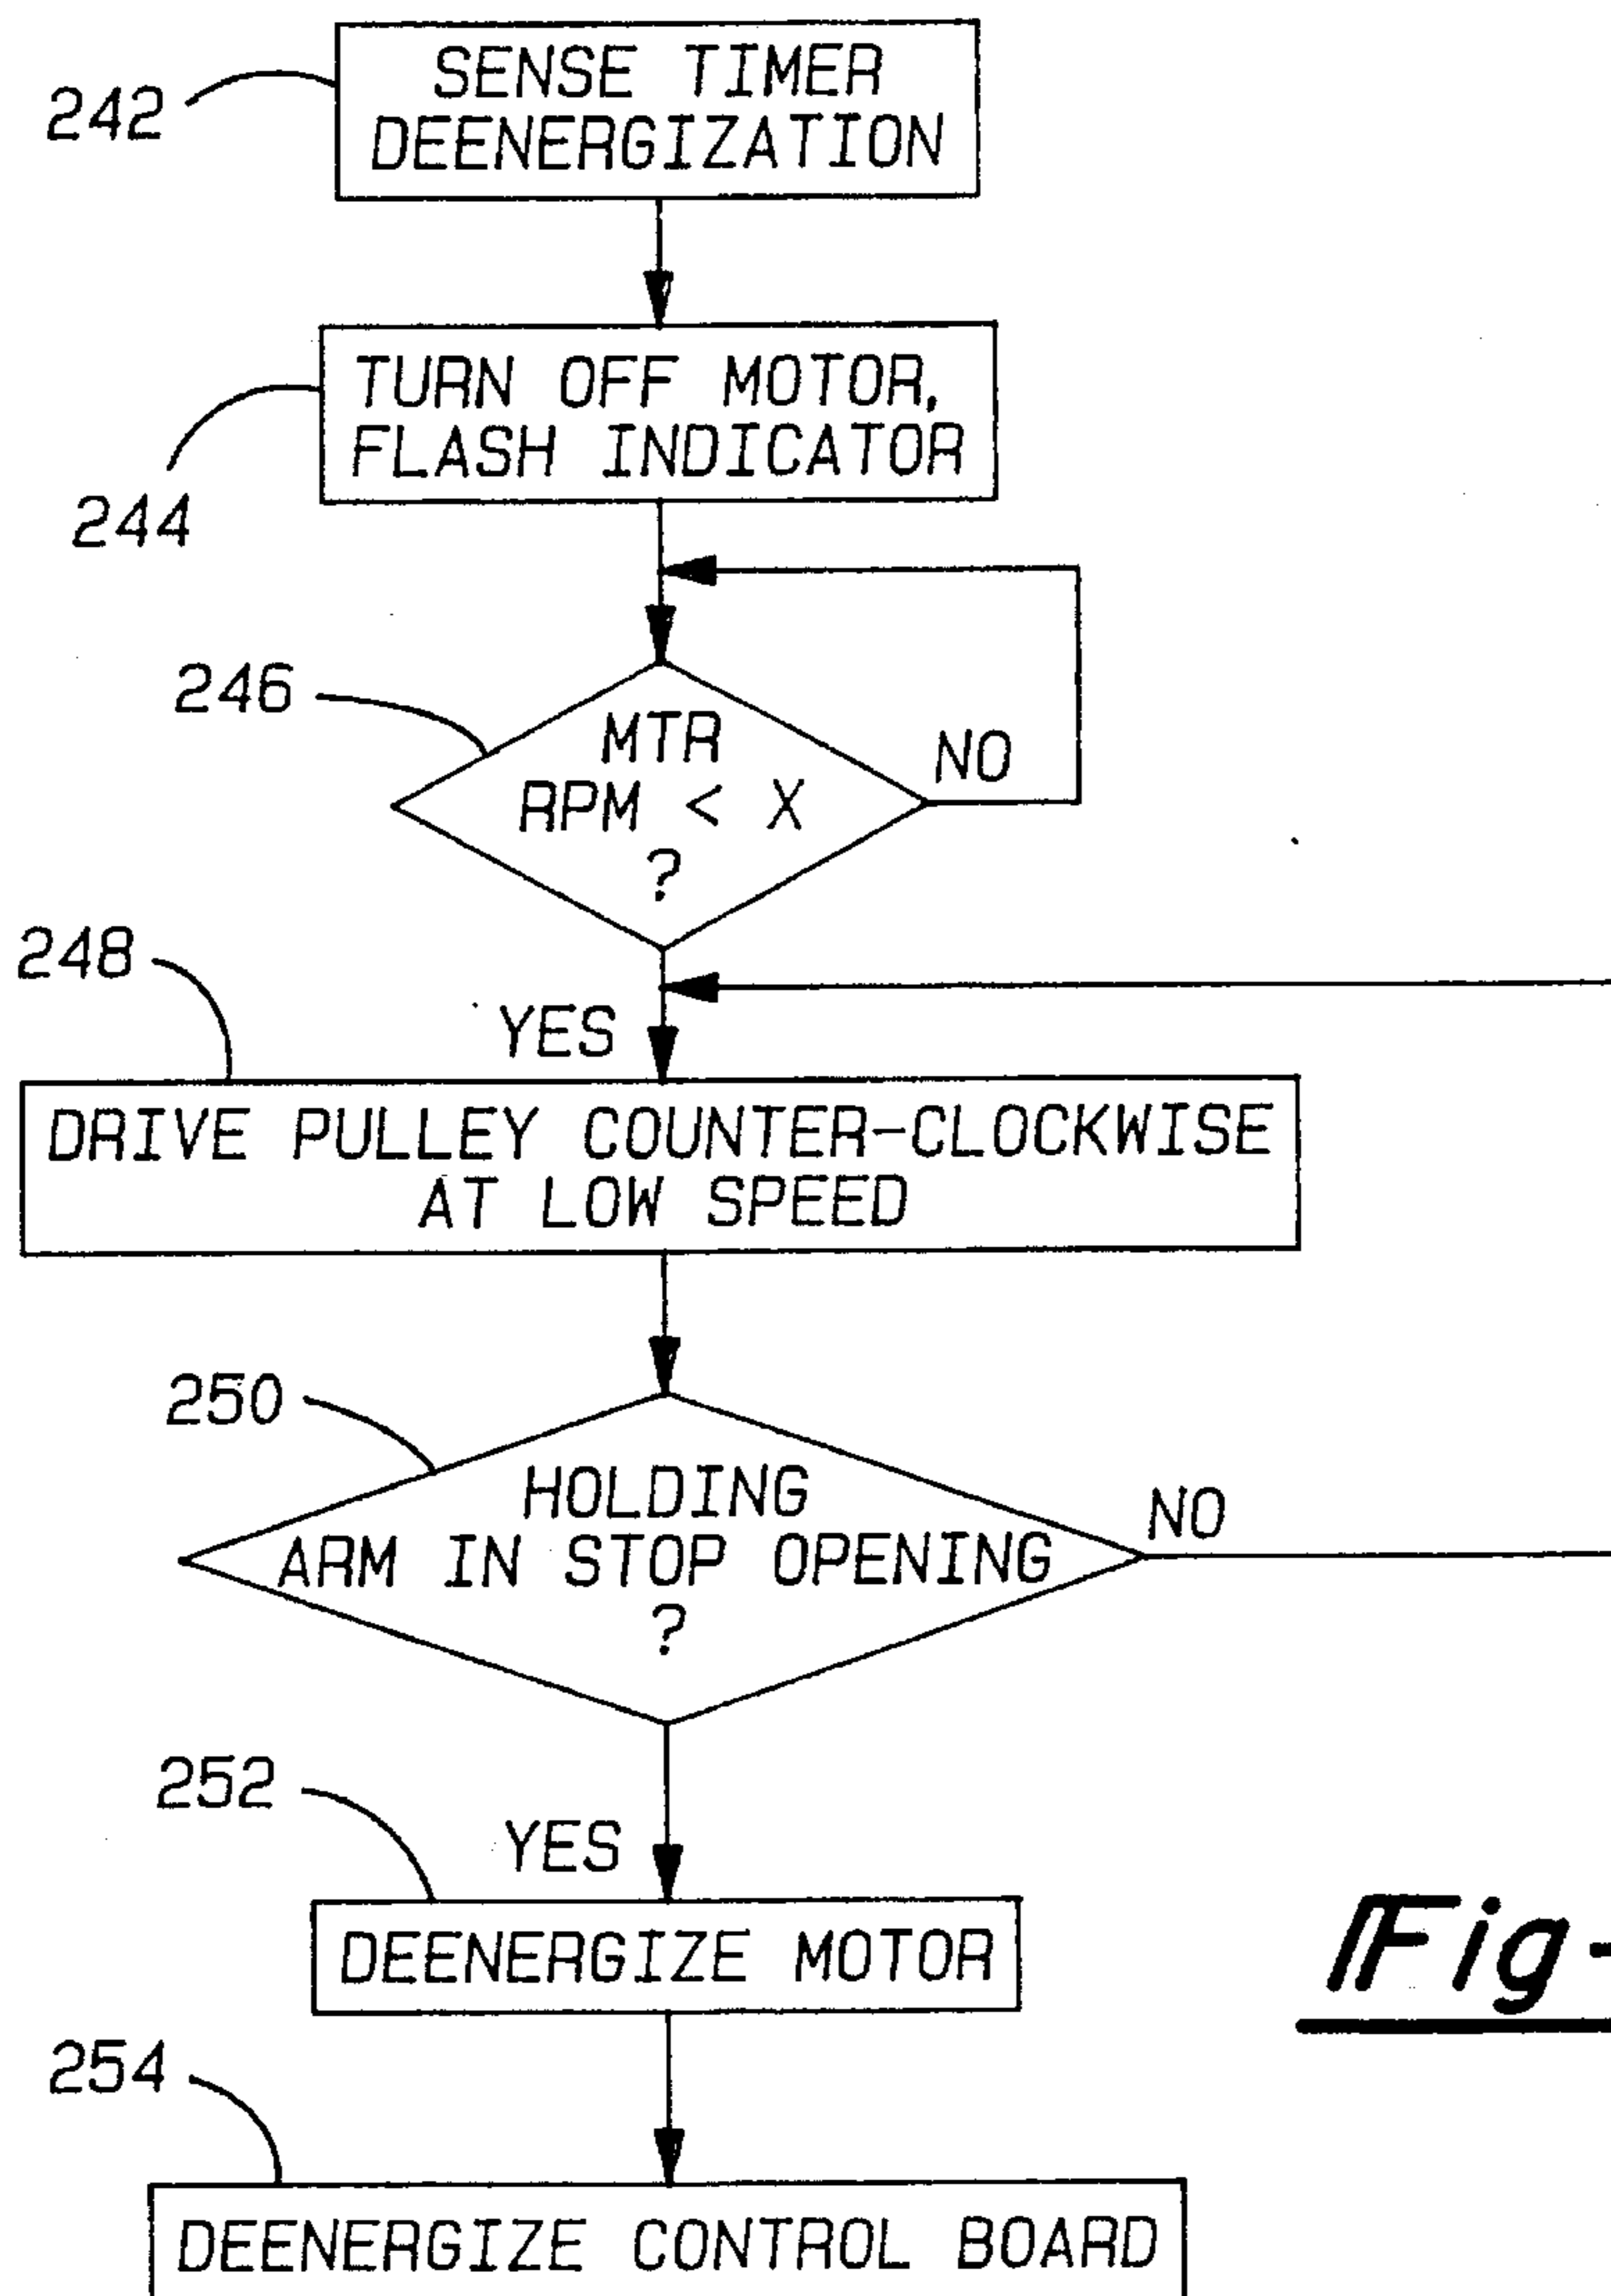 242
SENSE TIMER
DEENERGIZATION
TURN OFF MOTOR,
FLASH INDICATOR
244
246
MTR
RPM < X
?
NO
248
YES
DRIVE PULLEY COUNTER-CLOCKWISE
AT LOW SPEED
250
HOLDING
ARM IN STOP OPENING
?
NO
252
YES
DEENERGIZE MOTOR
Fig-
254
DEENERGIZE CONTROL BOARD